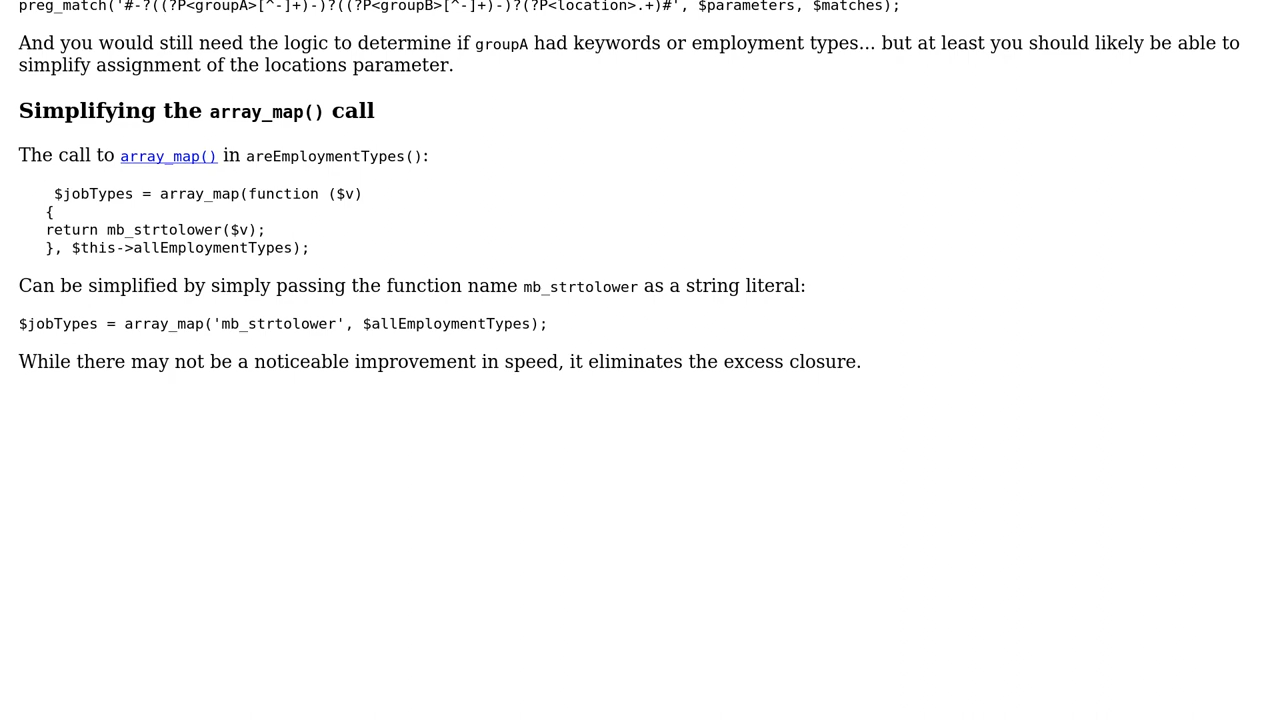 preg_match('#-?((?P<groupA>[^-]+)-)?((?P<groupB>[^-]+)-)?(?P<location>.+)#', $parameters, $matches);
And you would still need the logic to determine if groupA had keywords or employment types... but at least you should likely be able to
simplify assignment of the locations parameter.
Simplifying the array_map() call
The call to array_map() in areEmploymentTypes():
$jobTypes = array_map(function ($v)
{
return mb_strtolower($v);
}, $this->allEmploymentTypes);
Can be simplified by simply passing the function name mb_strtolower as a string literal:
$jobTypes = array_map('mb_strtolower', $allEmploymentTypes);
While there may not be a noticeable improvement in speed, it eliminates the excess closure.